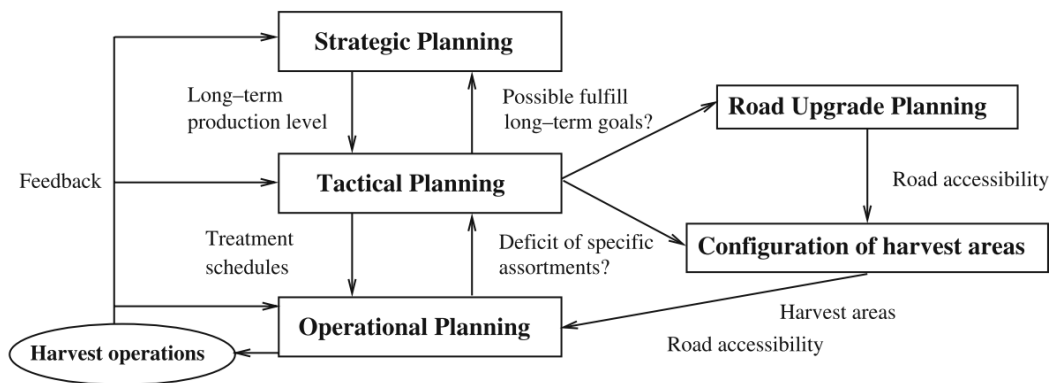 Strategic Planning
Long–term
production level
Possible fulfill
long–term goals?
Road Upgrade Planning
Feedback
Tactical Planning
Road accessibility
Treatment
schedules
Deficit of specific
assortments?
Configuration of harvest areas
Operational Planning
Harvest areas
Road accessibility
Harvest operations